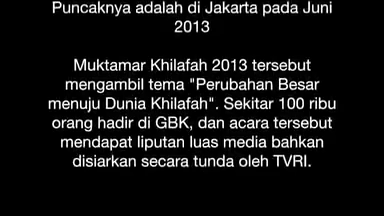 Puncaknya adalah di Jakarta pada Juni
2013
Muktamar Khilafah 2013 tersebut
mengambil tema "Perubahan Besar
menuju Dunia Khilafah". Sekitar 100 ribu
orang hadir di GBK, dan acara tersebut
mendapat liputan luas media bahkan
disiarkan secara tunda oleh TVRI.